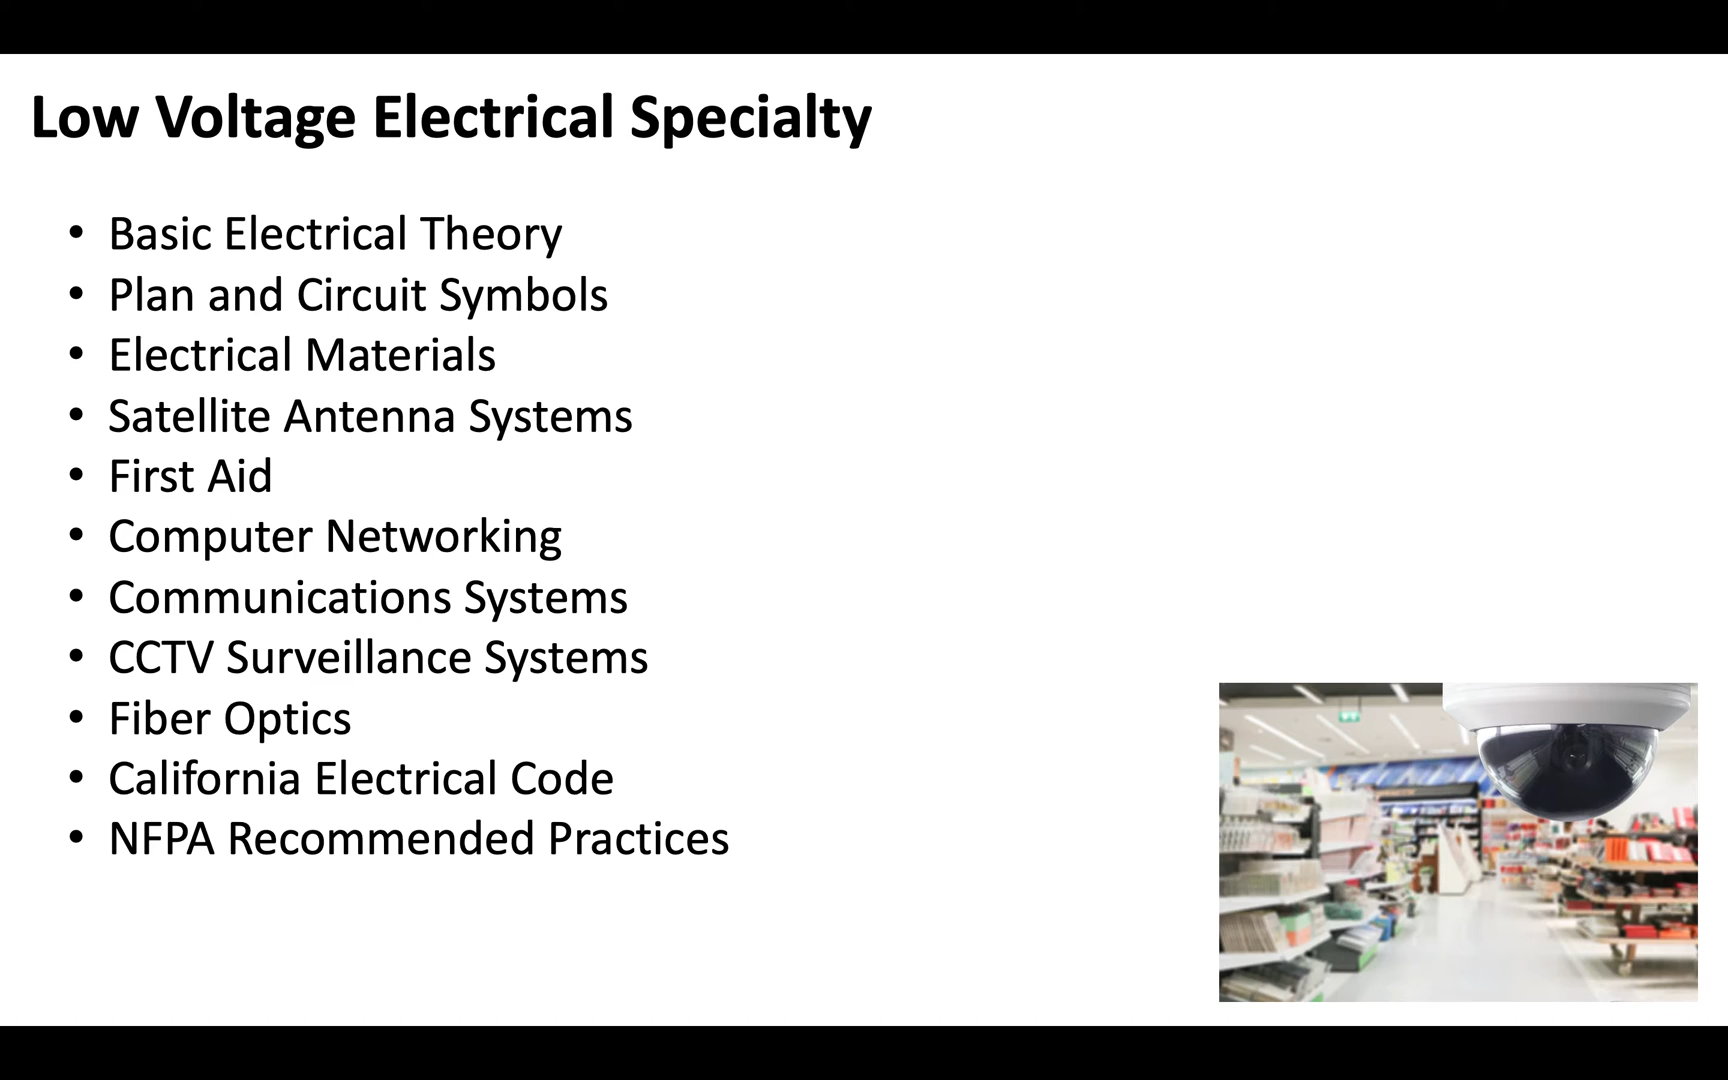 Low Voltage Electrical Specialty
• Basic Electrical Theory
• Plan and Circuit Symbols
• Electrical Materials
• Satellite Antenna Systems
• First Aid
• Computer Networking
• Communications Systems
• CCTV Surveillance Systems
• Fiber Optics
• California Electrical Code
• NFPA Recommended Practices